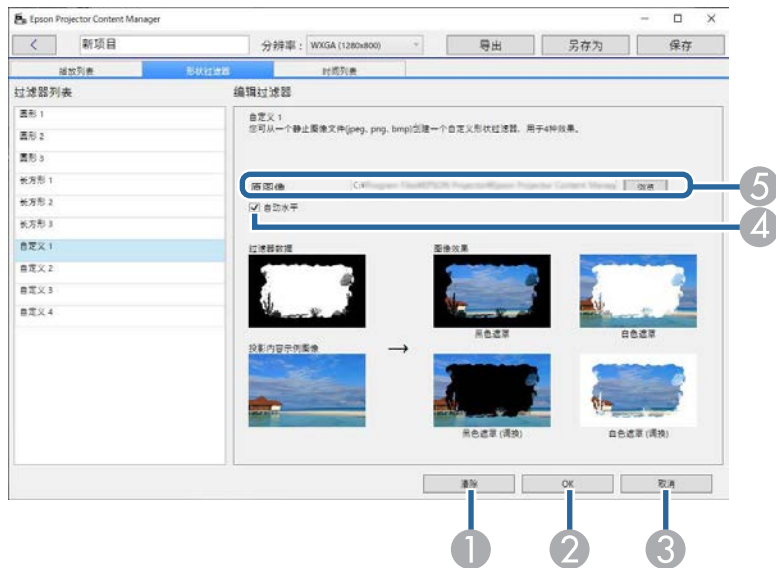 Epson Projector Content Manager
新项目
分辨率：
WXGA (1280x800)
导出
另存为
保存
播放列表
形状过滤器
时间列表
过滤器列表
编辑过滤器
圆形 1
圆形 2
圆形 3
长方形 1
长方形 2
长方形 3
自定义 1
自定义 2
自定义 3
自定义 4
自定义 1
您可从一个静止图像文件(jpeg, png, bmp)创建一个自定义形状过滤器，用于4种效果。
原图像
浏览
5
自动水平
4
过滤器数据
图像效果
黑色遮罩
白色遮罩
投影内容示例图像
→
黑色遮罩 (调换)
白色遮罩 (调换)
清除
OK
取消
1
2
3